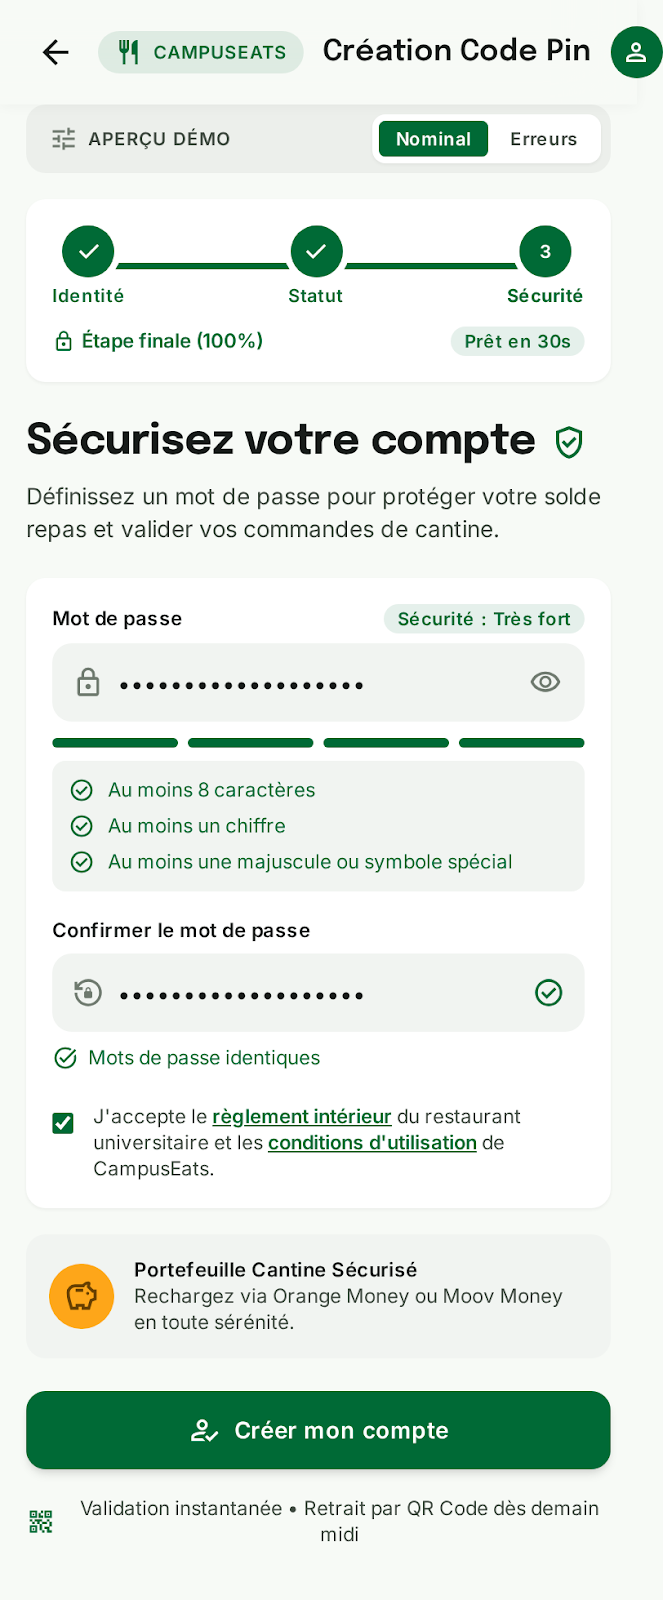 CAMPUSEATS Création Code Pin
APERÇU DÉMO Nominal Erreurs
3
Identité Statut Sécurité
Étape finale (100%) Prêt en 30s
Sécurisez votre compte
Définissez un mot de passe pour protéger votre solde
repas et valider vos commandes de cantine.
Mot de passe Sécurité : Très fort
•••••••••••••••••••
Au moins 8 caractères
Au moins un chiffre
Au moins une majuscule ou symbole spécial
Confirmer le mot de passe
•••••••••••••••••••
Mots de passe identiques
J'accepte le règlement intérieur du restaurant
universitaire et les conditions d'utilisation de
CampusEats.
Portefeuille Cantine Sécurisé
Rechargez via Orange Money ou Moov Money
en toute sérénité.
Créer mon compte
Validation instantanée • Retrait par QR Code dès demain
midi